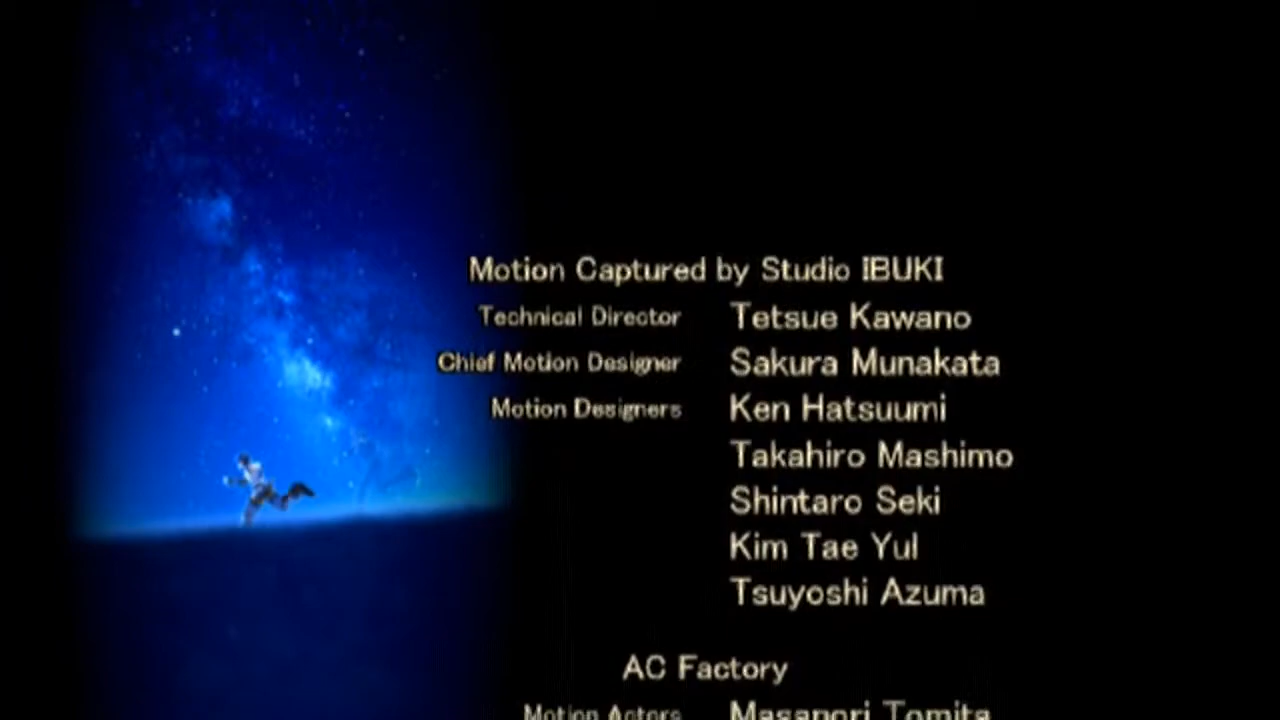 Motion Captured by Studio IBUKI
Technical Director Tetsue Kawano
Chief Motion Designer Sakura Munakata
Motion Designers Ken Hatsuumi
Takahiro Mashimo
Shintaro Seki
Kim Tae Yul
Tsuyoshi Azuma
AC Factory
Motion Actors Masanori Tomita